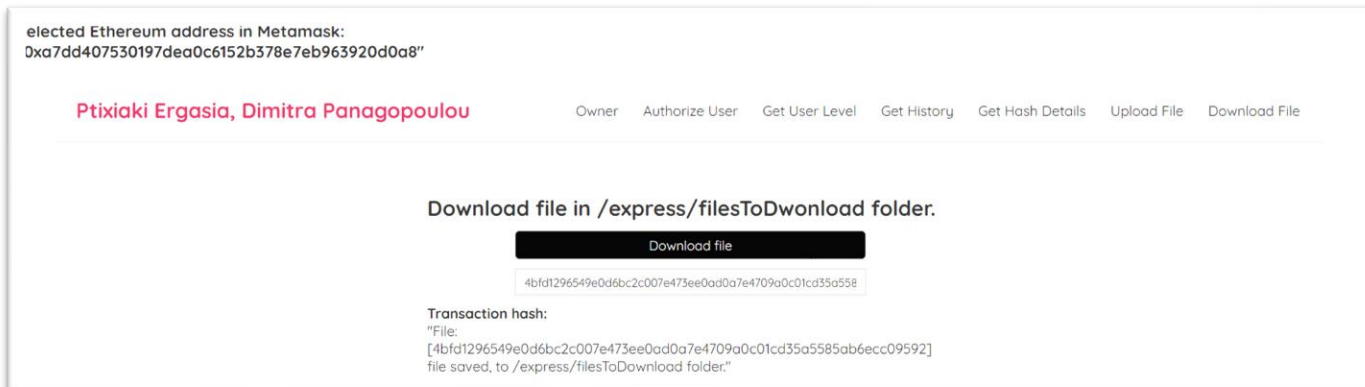 elected Ethereum address in Metamask:
0xa7dd407530197dea0c6152b378e7eb963920d0a8"
Ptixiaki Ergasia, Dimitra Panagopoulou
Owner Authorize User Get User Level Get History Get Hash Details Upload File Download File
Download file in /express/filesToDwonload folder.
Download file
4bfd1296549e0d6bc2c007e473ee0ad0a7e4709a0c01cd35a558
Transaction hash:
"File:
[4bfd1296549e0d6bc2c007e473ee0ad0a7e4709a0c01cd35a5585ab6ecc09592]
file saved, to /express/filesToDownload folder."